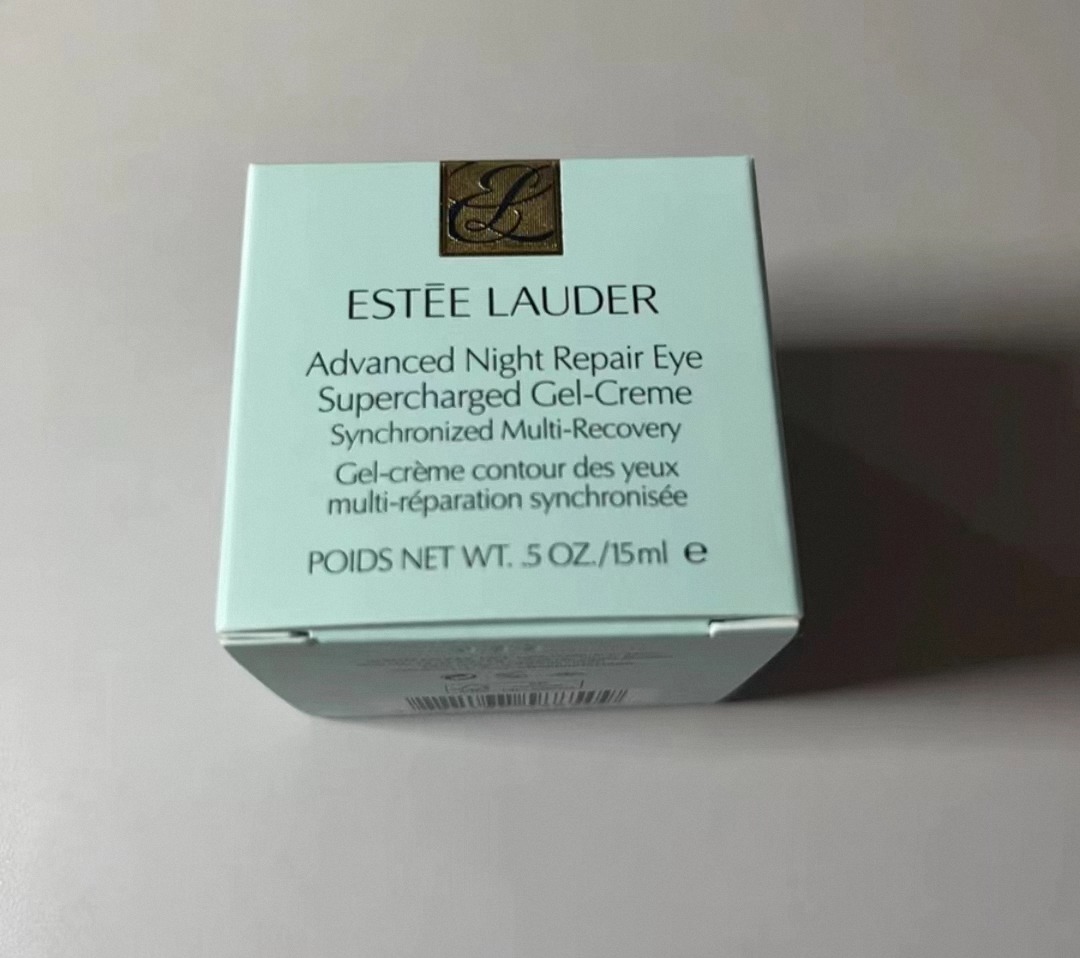 EL
ESTĒE LAUDER
Advanced Night Repair Eye
Supercharged Gel-Creme
Synchronized Multi-Recovery
Gel-crème contour des yeux
multi-réparation synchronisée
POIDS NET WT. .5 OZ./15ml ℮